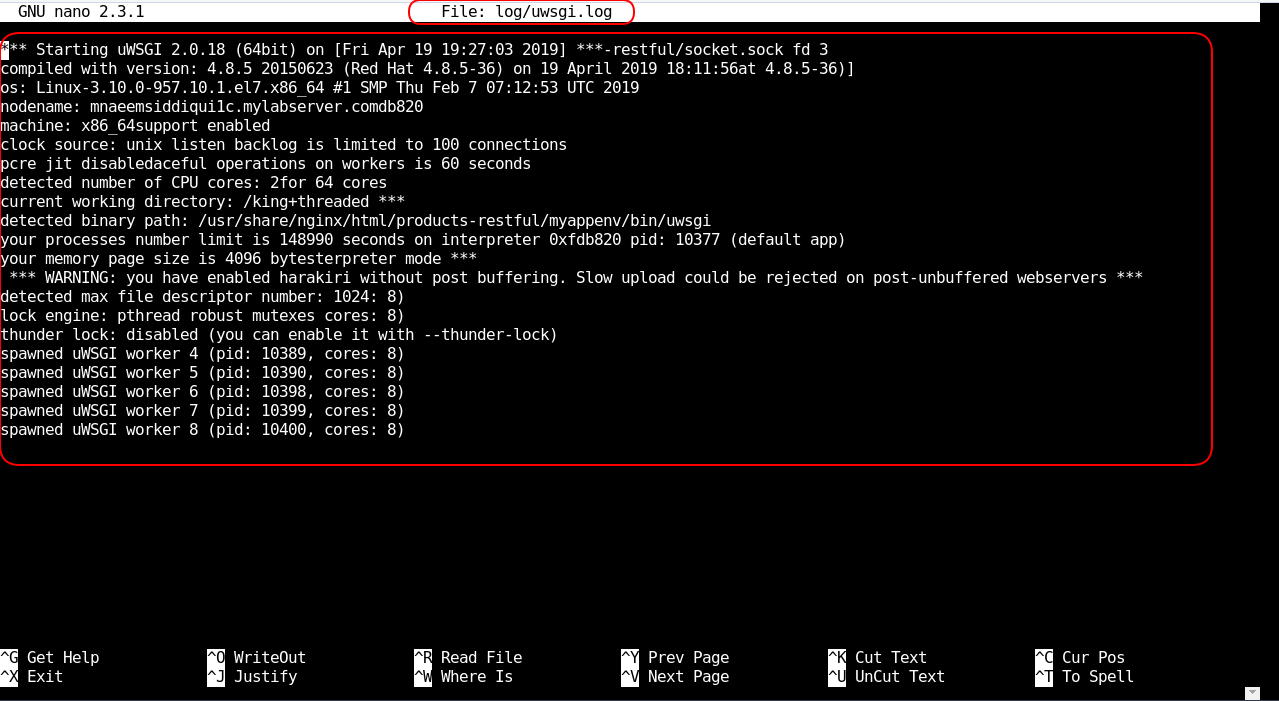 GNU nano 2.3.1 File: log/uwsgi.log
*** Starting uWSGI 2.0.18 (64bit) on [Fri Apr 19 19:27:03 2019] ***-restful/socket.sock fd 3
compiled with version: 4.8.5 20150623 (Red Hat 4.8.5-36) on 19 April 2019 18:11:56at 4.8.5-36)]
os: Linux-3.10.0-957.10.1.el7.x86_64 #1 SMP Thu Feb 7 07:12:53 UTC 2019
nodename: mnaeemsiddiqui1c.mylabserver.comdb820
machine: x86_64support enabled
clock source: unix listen backlog is limited to 100 connections
pcre jit disabledaceful operations on workers is 60 seconds
detected number of CPU cores: 2for 64 cores
current working directory: /king+threaded ***
detected binary path: /usr/share/nginx/html/products-restful/myappenv/bin/uwsgi
your processes number limit is 148990 seconds on interpreter 0xfdb820 pid: 10377 (default app)
your memory page size is 4096 bytesterpreter mode ***
*** WARNING: you have enabled harakiri without post buffering. Slow upload could be rejected on post-unbuffered webservers ***
detected max file descriptor number: 1024: 8)
lock engine: pthread robust mutexes cores: 8)
thunder lock: disabled (you can enable it with --thunder-lock)
spawned uWSGI worker 4 (pid: 10389, cores: 8)
spawned uWSGI worker 5 (pid: 10390, cores: 8)
spawned uWSGI worker 6 (pid: 10398, cores: 8)
spawned uWSGI worker 7 (pid: 10399, cores: 8)
spawned uWSGI worker 8 (pid: 10400, cores: 8)
^G Get Help ^O WriteOut ^R Read File ^Y Prev Page ^K Cut Text ^C Cur Pos
^X Exit ^J Justify ^W Where Is ^V Next Page ^U UnCut Text ^T To Spell